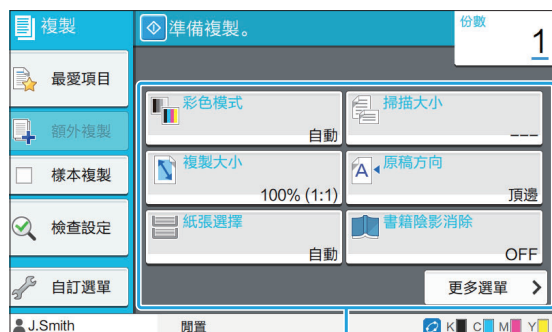 複製
準備複製。
份數
1
最愛項目
額外複製
樣本複製
檢查設定
自訂選單
彩色模式
自動
掃描大小
---
複製大小
100% (1:1)
原稿方向
頂邊
紙張選擇
自動
書籍陰影消除
OFF
更多選單
J.Smith
閒置
K C M Y